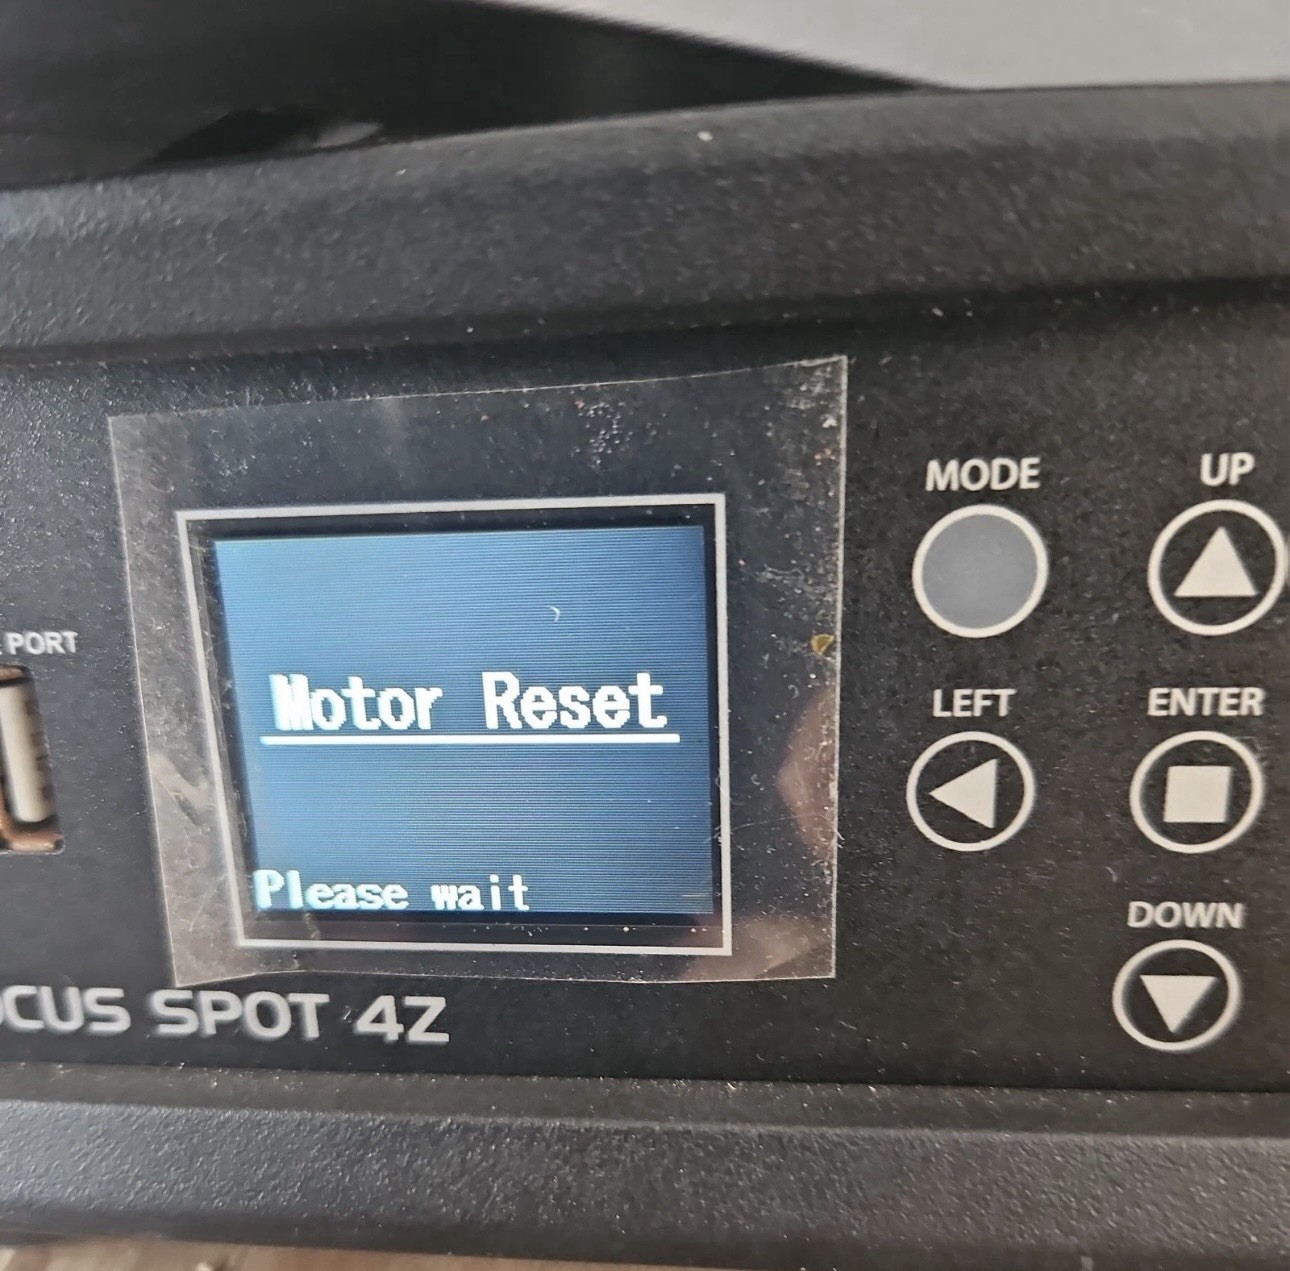 MODE
UP
PORT
Motor Reset
LEFT
ENTER
Please wait
DOWN
OCUS SPOT 4Z